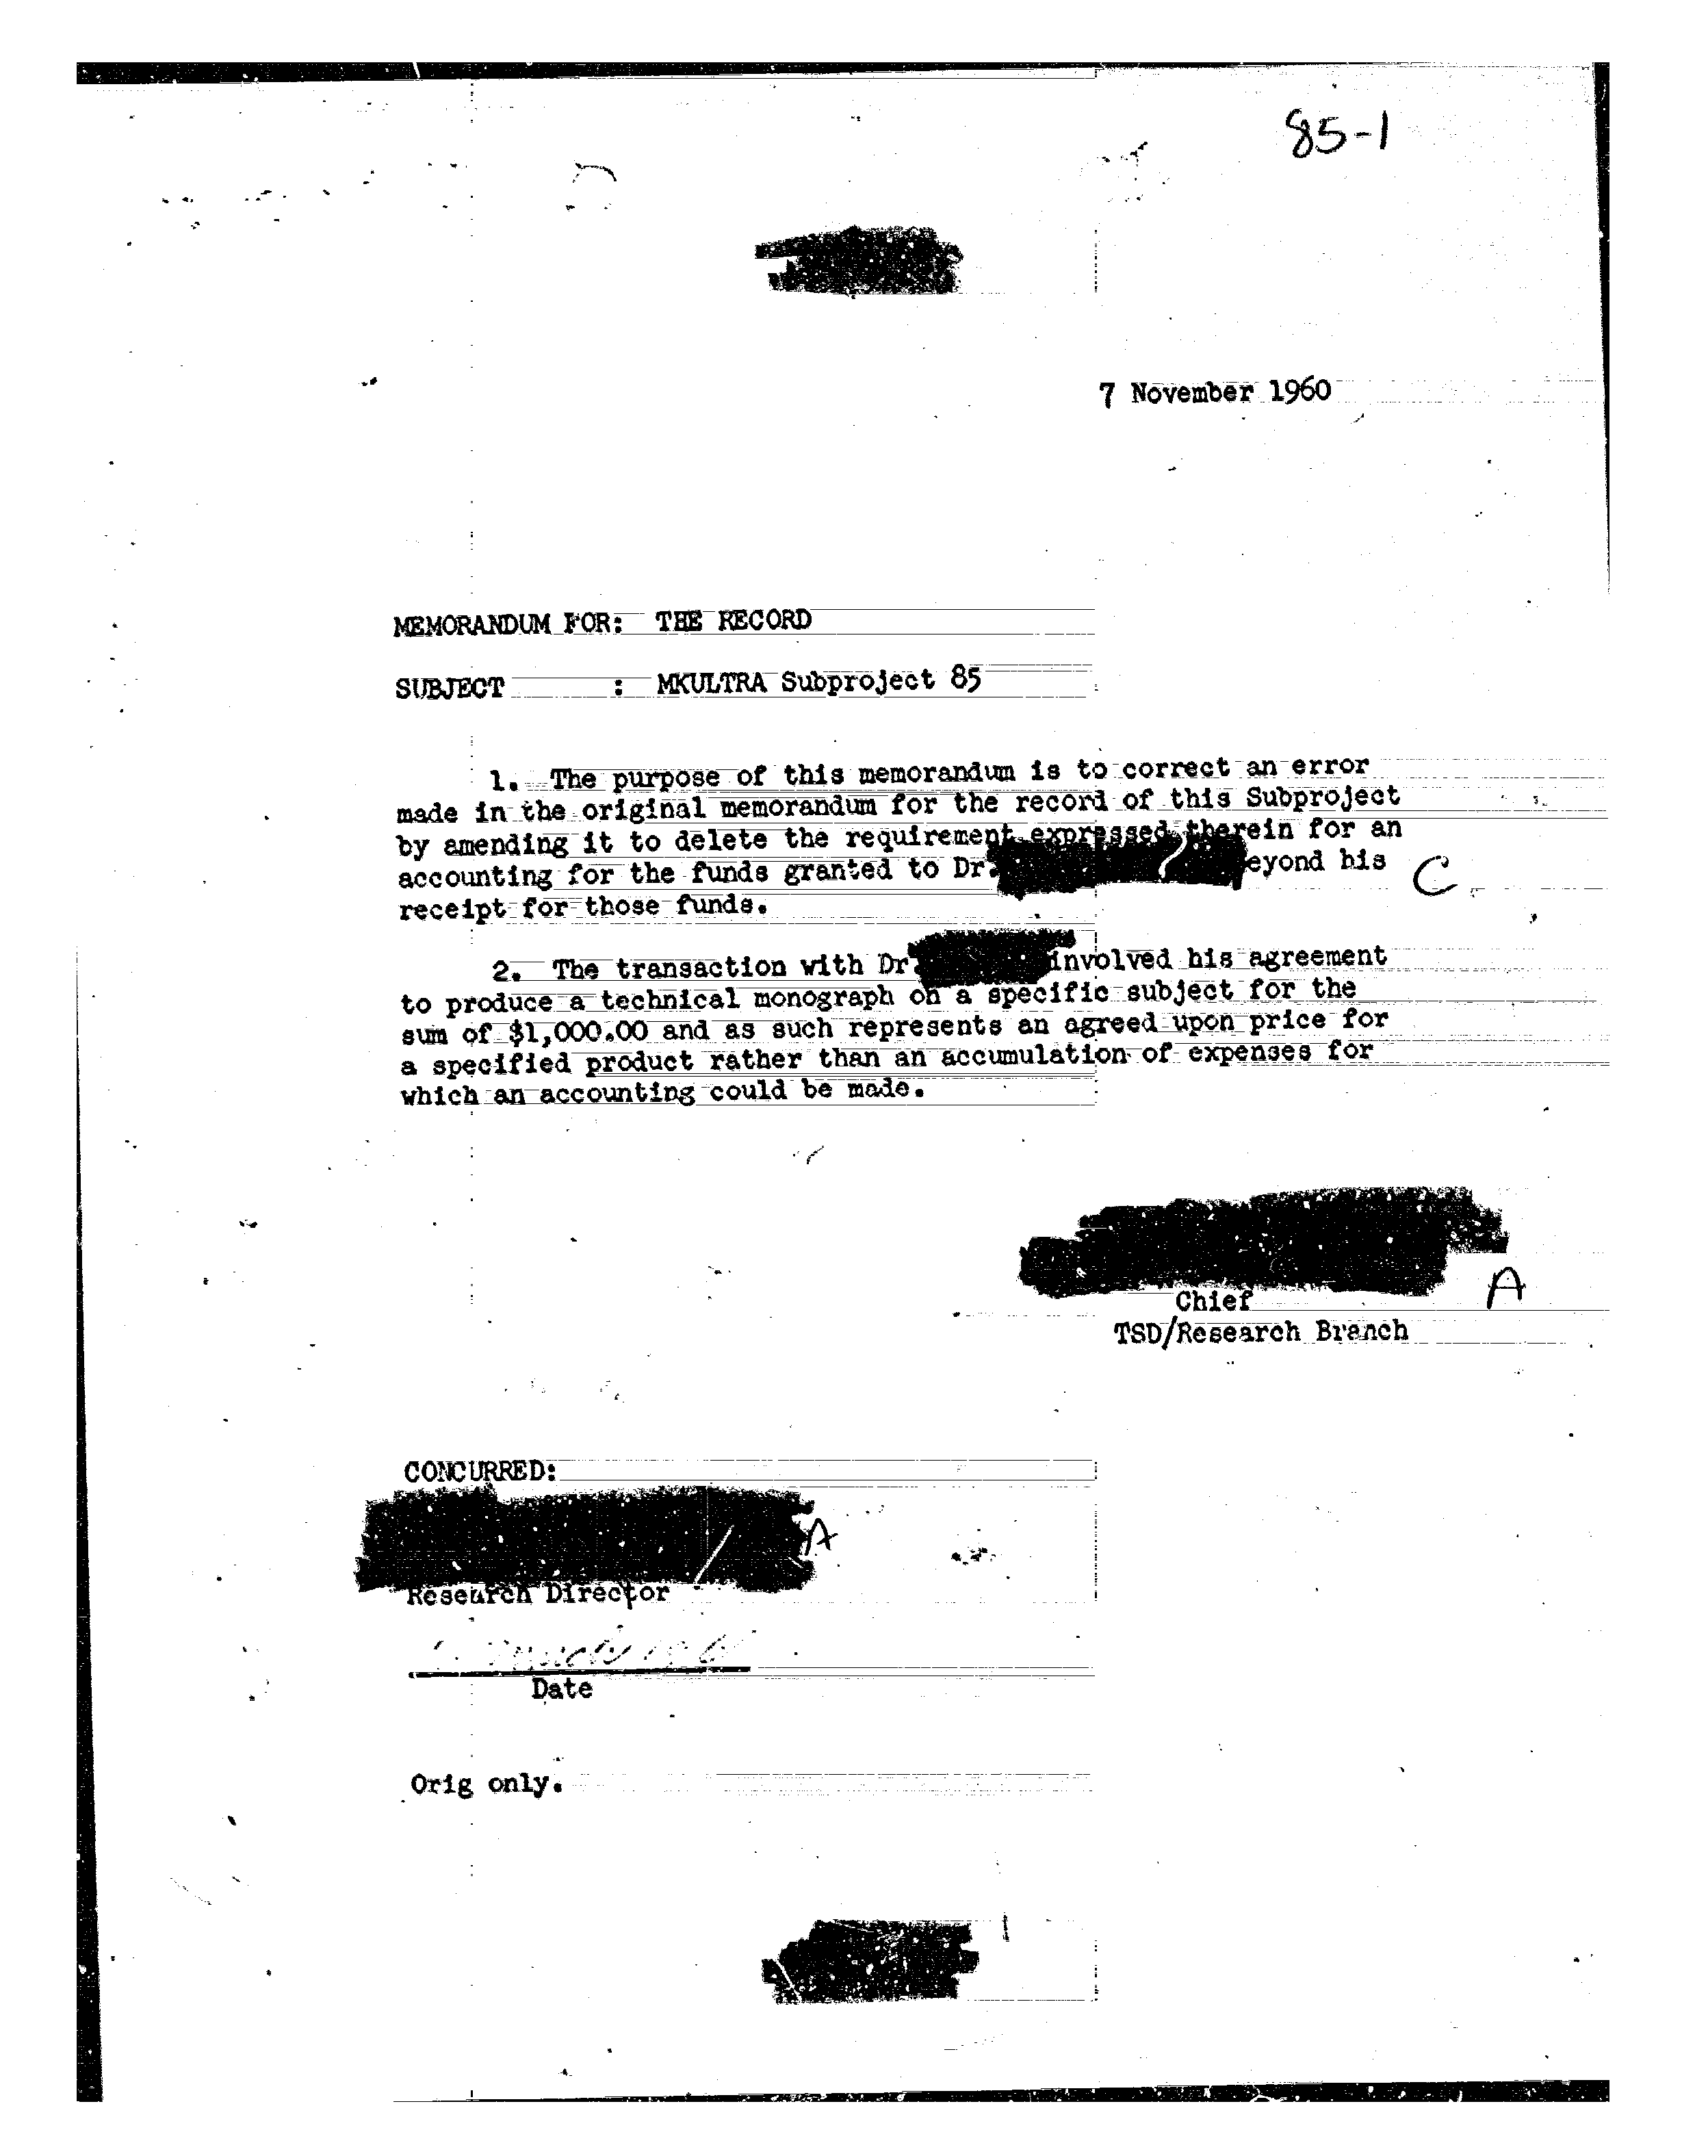 85-1
7 November 1960
MEMORANDUM FOR: THE RECORD
SUBJECT : MKULTRA Subproject 85
1. The purpose of this memorandum is to correct an error
made in the original memorandum for the record of this Subproject
by amending it to delete the requirement expressed therein for an
accounting for the funds granted to Dr. eyond his C
receipt for those funds.
2. The transaction with Dr involved his agreement
to produce a technical monograph on a specific subject for the
sum of $1,000.00 and as such represents an agreed upon price for
a specified product rather than an accumulation of expenses for
which an accounting could be made.
A
Chief
TSD/Research Branch
CONCURRED:
A
Research Director
Date
Orig only.